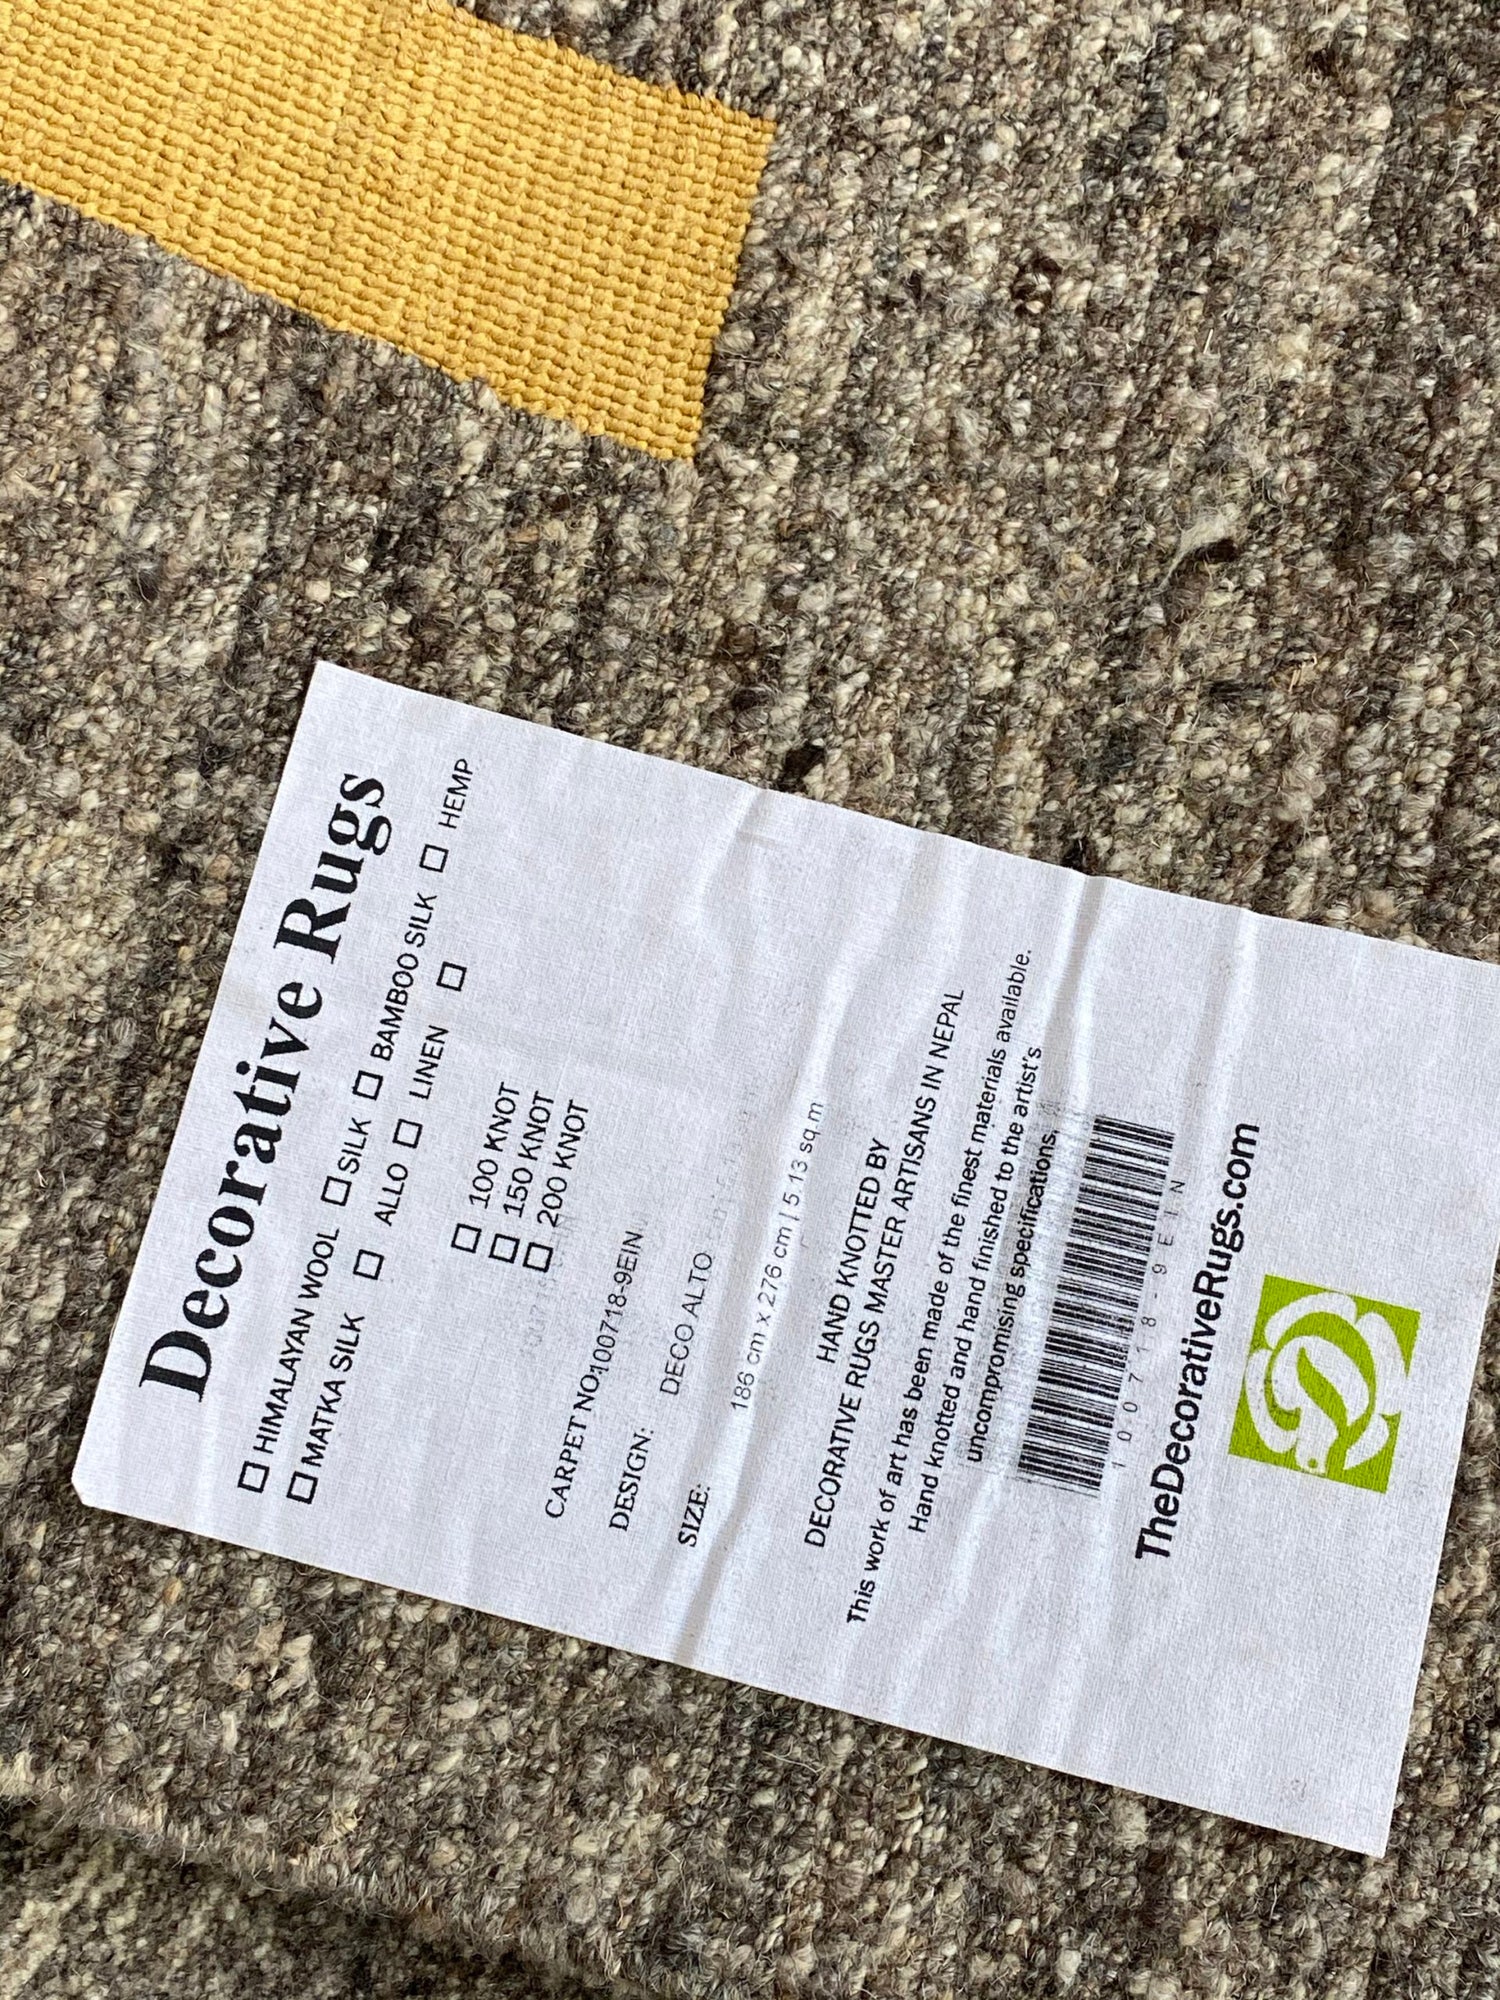 Decorative Rugs
☐ HIMALAYAN WOOL ☐ SILK ☐ BAMBOO SILK ☐ HEMP
☐ MATKA SILK ☐ ALLO ☐ LINEN ☐
☐ 100 KNOT
☐ 150 KNOT
☐ 200 KNOT
CARPET NO: 100718-9EIN
DESIGN: DECO ALTO
SIZE: 186 cm x 276 cm | 5.13 sq m
HAND KNOTTED BY
DECORATIVE RUGS MASTER ARTISANS IN NEPAL
This work of art has been made of the finest materials available.
Hand knotted and hand finished to the artist's
uncompromising specifications.
100718-9EIN
TheDecorativeRugs.com